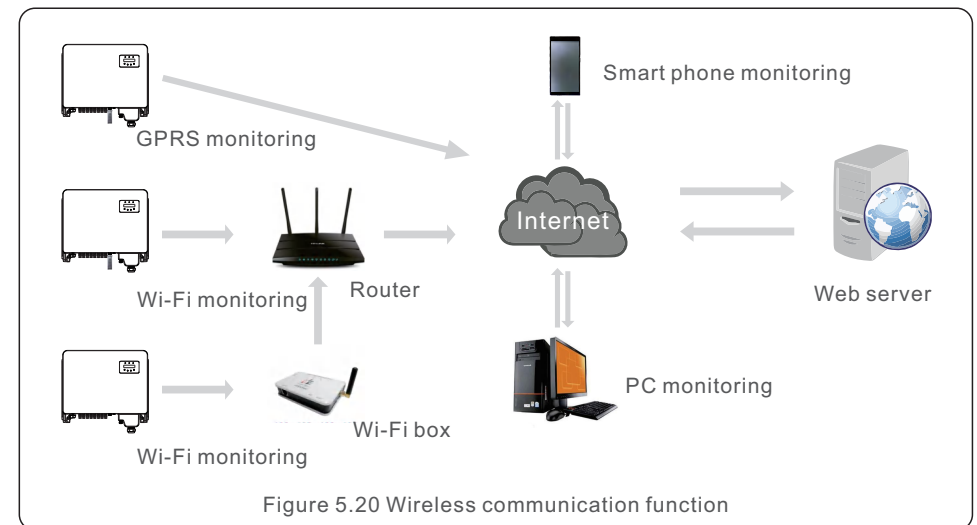 Smart phone monitoring
GPRS monitoring
Internet
Wi-Fi monitoring
Router
Web server
PC monitoring
Wi-Fi box
Wi-Fi monitoring
Figure 5.20 Wireless communication function